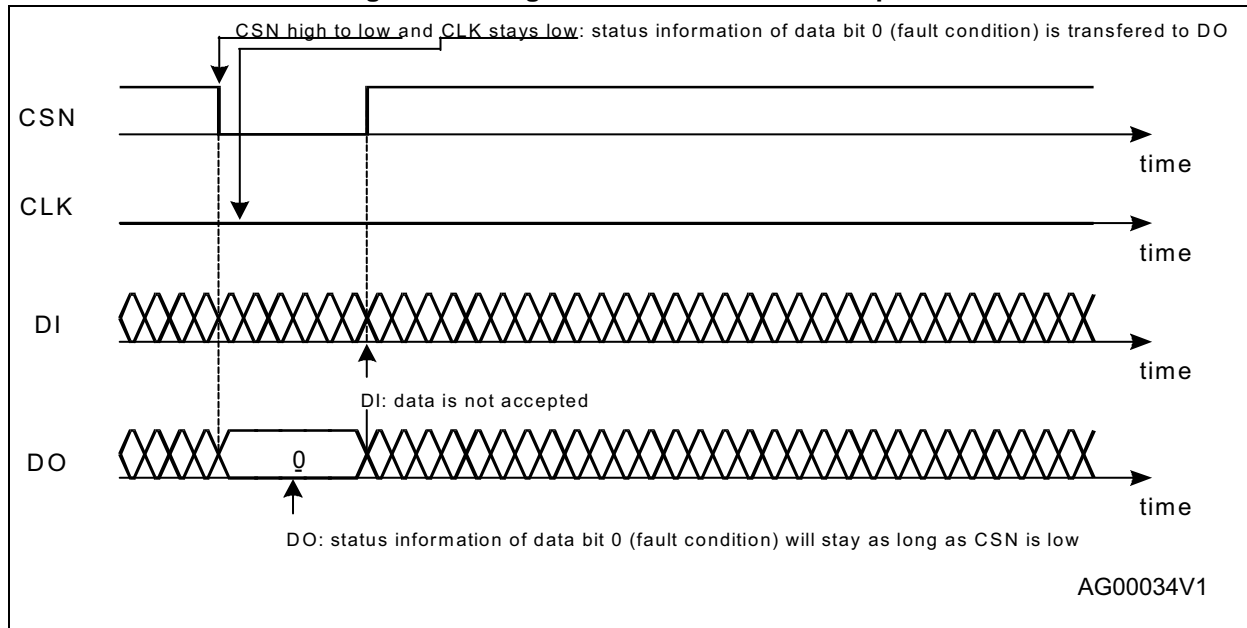 CSN high to low and CLK stays low: status information of data bit 0 (fault condition) is transfered to DO
CSN
time
CLK
time
DI
time
DI: data is not accepted
DO
0
time
DO: status information of data bit 0 (fault condition) will stay as long as CSN is low
AG00034V1